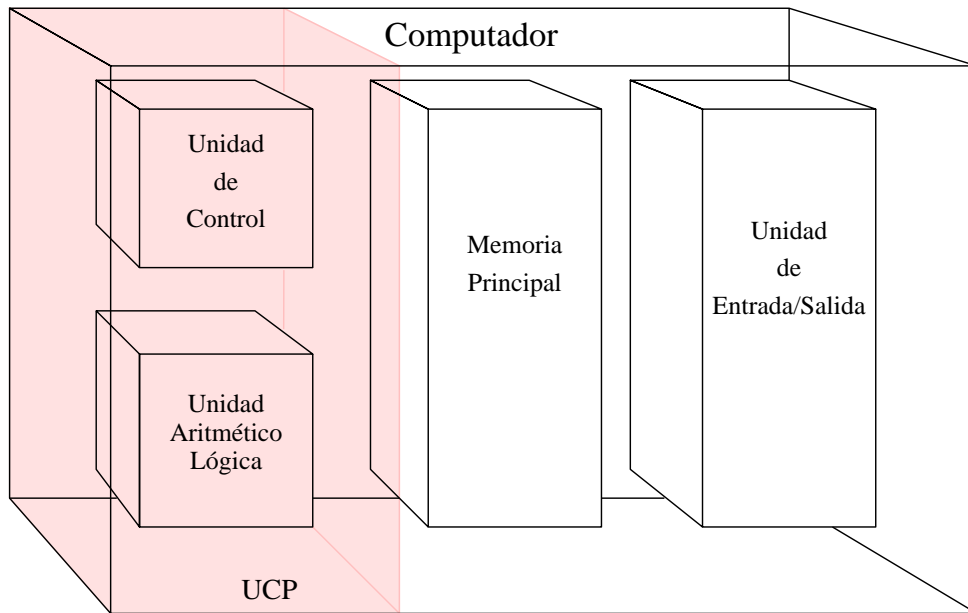 Computador
Unidad
de
Control
Memoria
Principal
Unidad
de
Entrada/Salida
Unidad
Aritmético
Lógica
UCP